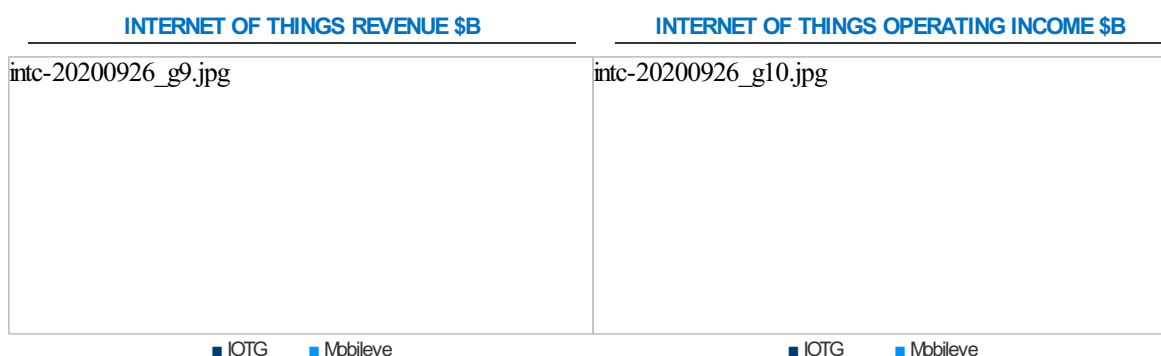 INTERNET OF THINGS REVENUE $B
INTERNET OF THINGS OPERATING INCOME $B
intc-20200926_g9.jpg
intc-20200926_g10.jpg
IOTG Mobileye
IOTG Mobileye